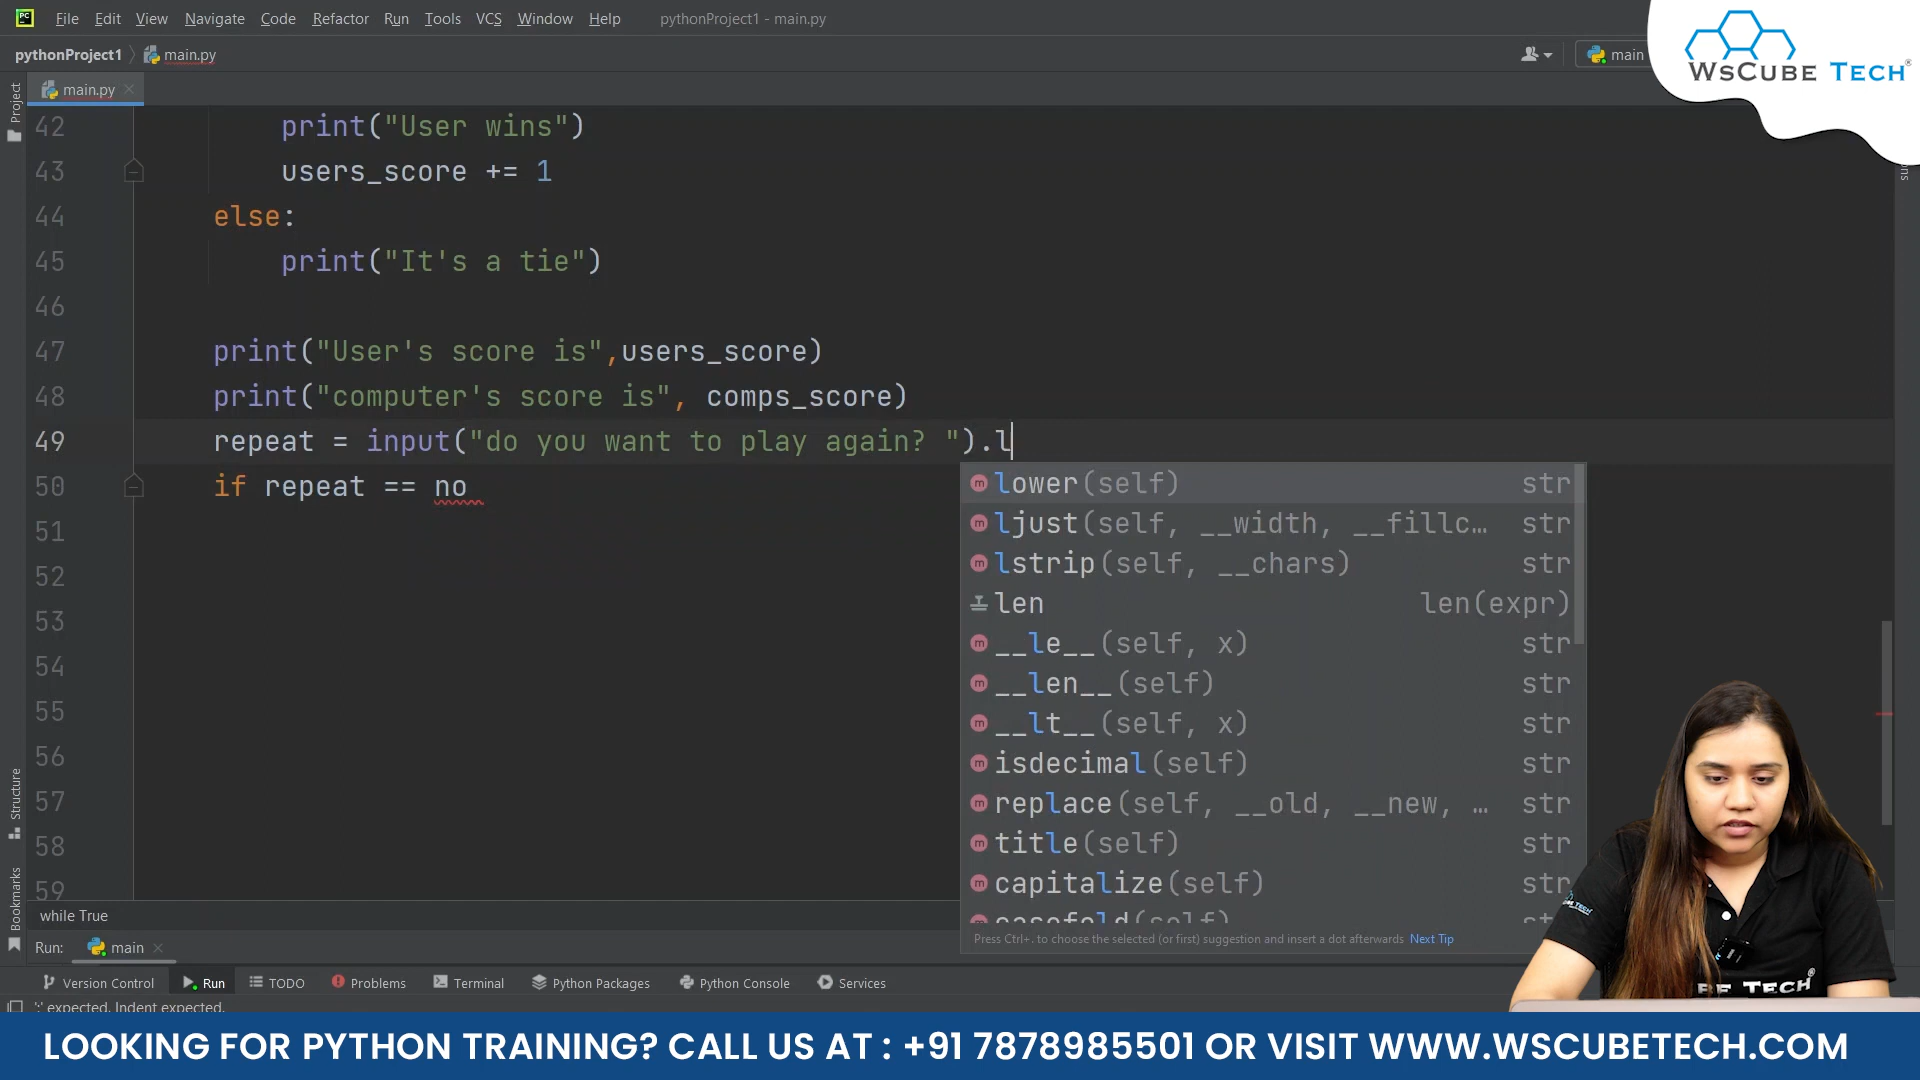 File Edit View Navigate Code Refactor Run Tools VCS Window Help pythonProject1 - main.py
pythonProject1 main.py main
WsCube Tech®
Project
main.py
42 print("User wins")
43 users_score += 1
44 else:
45 print("It's a tie")
46
47 print("User's score is",users_score)
48 print("computer's score is", comps_score)
49 repeat = input("do you want to play again? ").l
50 if repeat == no
51
52
53
54
55
56
57
58
59
lower(self) str
ljust(self, __width, __fillc… str
lstrip(self, __chars) str
len len(expr)
__le__(self, x) str
__len__(self) str
__lt__(self, x) str
isdecimal(self) str
replace(self, __old, __new, … str
title(self) str
capitalize(self) str
casefold(self)
Press Ctrl+. to choose the selected (or first) suggestion and insert a dot afterwards Next Tip
Structure
Bookmarks
while True
Run: main
Version Control Run TODO Problems Terminal Python Packages Python Console Services
':' expected. Indent expected.
BE TECH®
LOOKING FOR PYTHON TRAINING? CALL US AT : +91 7878985501 OR VISIT WWW.WSCUBETECH.COM